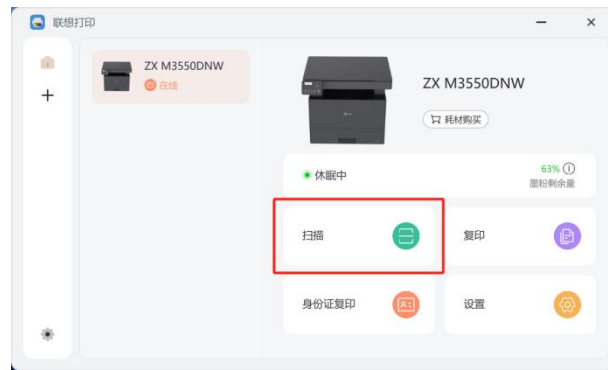 联想打印
ZX M3550DNW
在线
ZX M3550DNW
耗材购买
休眠中
63%
墨粉剩余量
扫描
复印
身份证复印
设置